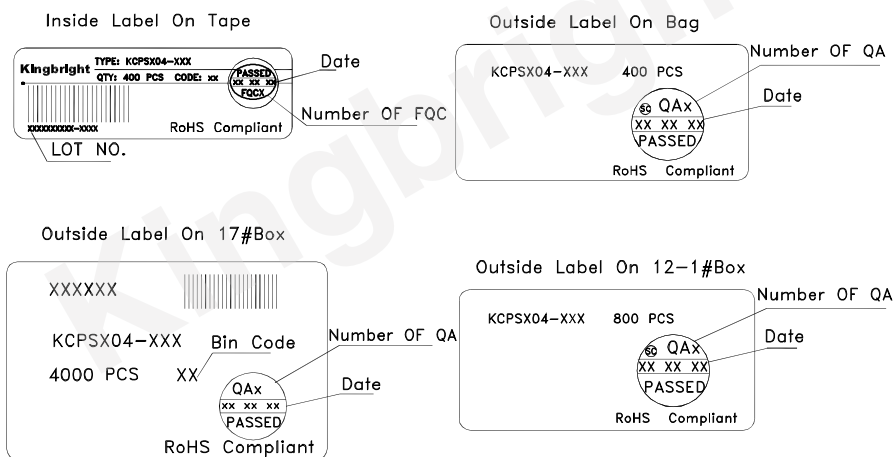 Inside Label On Tape
Kingbright
TYPE: KCPSX04-XXX
QTY: 400 PCS CODE: xx
PASSED
XX XX XX
FQCX
Date
Number OF FQC
XXXXXXXXXX-XXXX
RoHS Compliant
LOT NO.
Outside Label On Bag
KCPSX04-XXX 400 PCS
Number OF QA
SC QAx
Date
XX XX XX
PASSED
RoHS Compliant
Outside Label On 17#Box
XXXXXX
KCPSX04-XXX
Bin Code
Number OF QA
4000 PCS XX
QAx
Date
XX XX XX
PASSED
RoHS Compliant
Outside Label On 12-1#Box
Number OF QA
KCPSX04-XXX 800 PCS
SC QAx
Date
XX XX XX
PASSED
RoHS Compliant
Kingbright